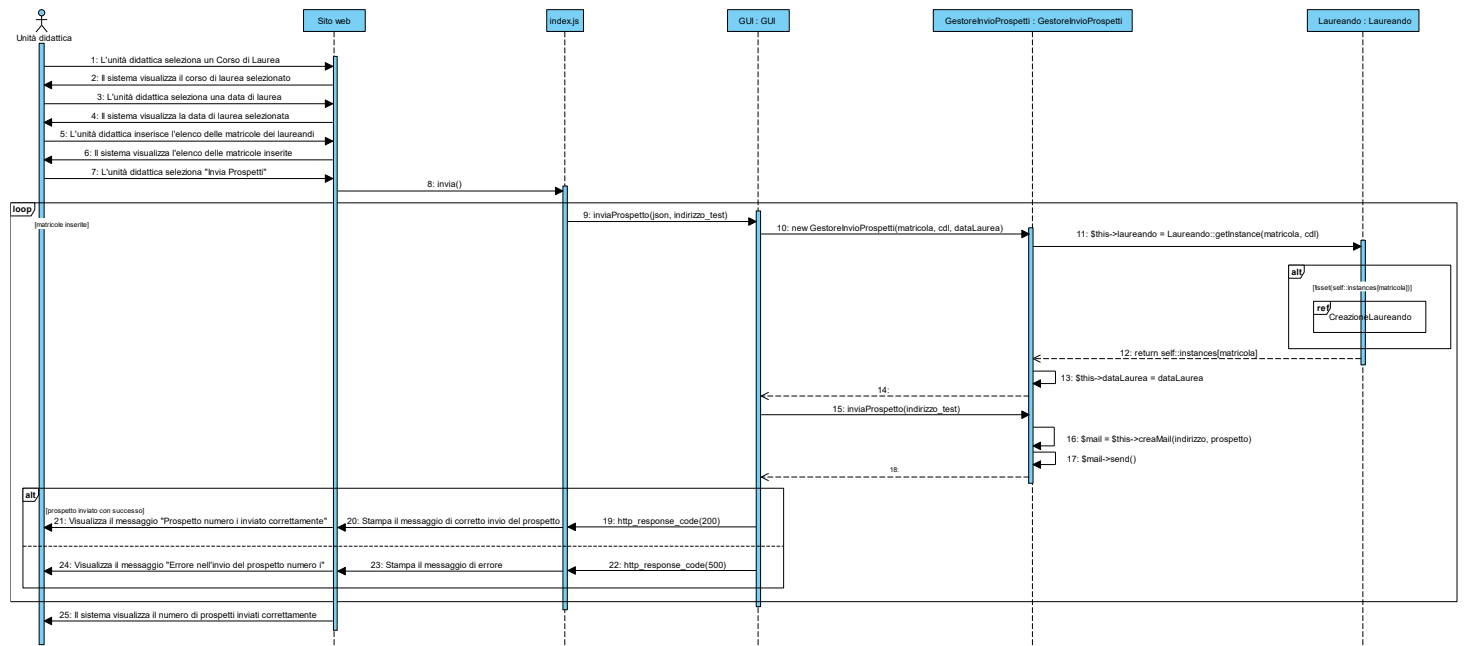 Unità didattica
Sito web
index.js
GUI : GUI
GestoreInvioProspetti : GestoreInvioProspetti
Laureando : Laureando
1: L'unità didattica seleziona un Corso di Laurea
2: Il sistema visualizza il corso di laurea selezionato
3: L'unità didattica seleziona una data di laurea
4: Il sistema visualizza la data di laurea selezionata
5: L'unità didattica inserisce l'elenco delle matricole dei laureandi
6: Il sistema visualizza l'elenco delle matricole inserite
7: L'unità didattica seleziona "Invia Prospetti"
8: invia()
loop
[matricole inserite]
9: inviaProspetto(json, indirizzo_test)
10: new GestoreInvioProspetti(matricola, cdl, dataLaurea)
11: $this->laureando = Laureando::getInstance(matricola, cdl)
alt
[!isset(self::instances[matricola])]
ref
CreazioneLaureando
12: return self::instances[matricola]
13: $this->dataLaurea = dataLaurea
14:
15: inviaProspetto(indirizzo_test)
16: $mail = $this->creaMail(indirizzo, prospetto)
17: $mail->send()
18:
alt
[prospetto inviato con successo]
21: Visualizza il messaggio "Prospetto numero i inviato correttamente"
20: Stampa il messaggio di corretto invio del prospetto
19: http_response_code(200)
24: Visualizza il messaggio "Errore nell'invio del prospetto numero i"
23: Stampa il messaggio di errore
22: http_response_code(500)
25: Il sistema visualizza il numero di prospetti inviati correttamente